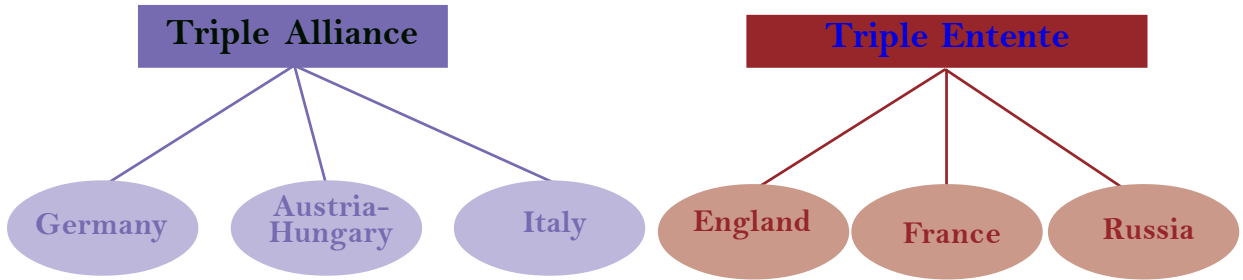 Triple Alliance
Triple Entente
Germany
Austria-
Hungary
Italy
England
France
Russia